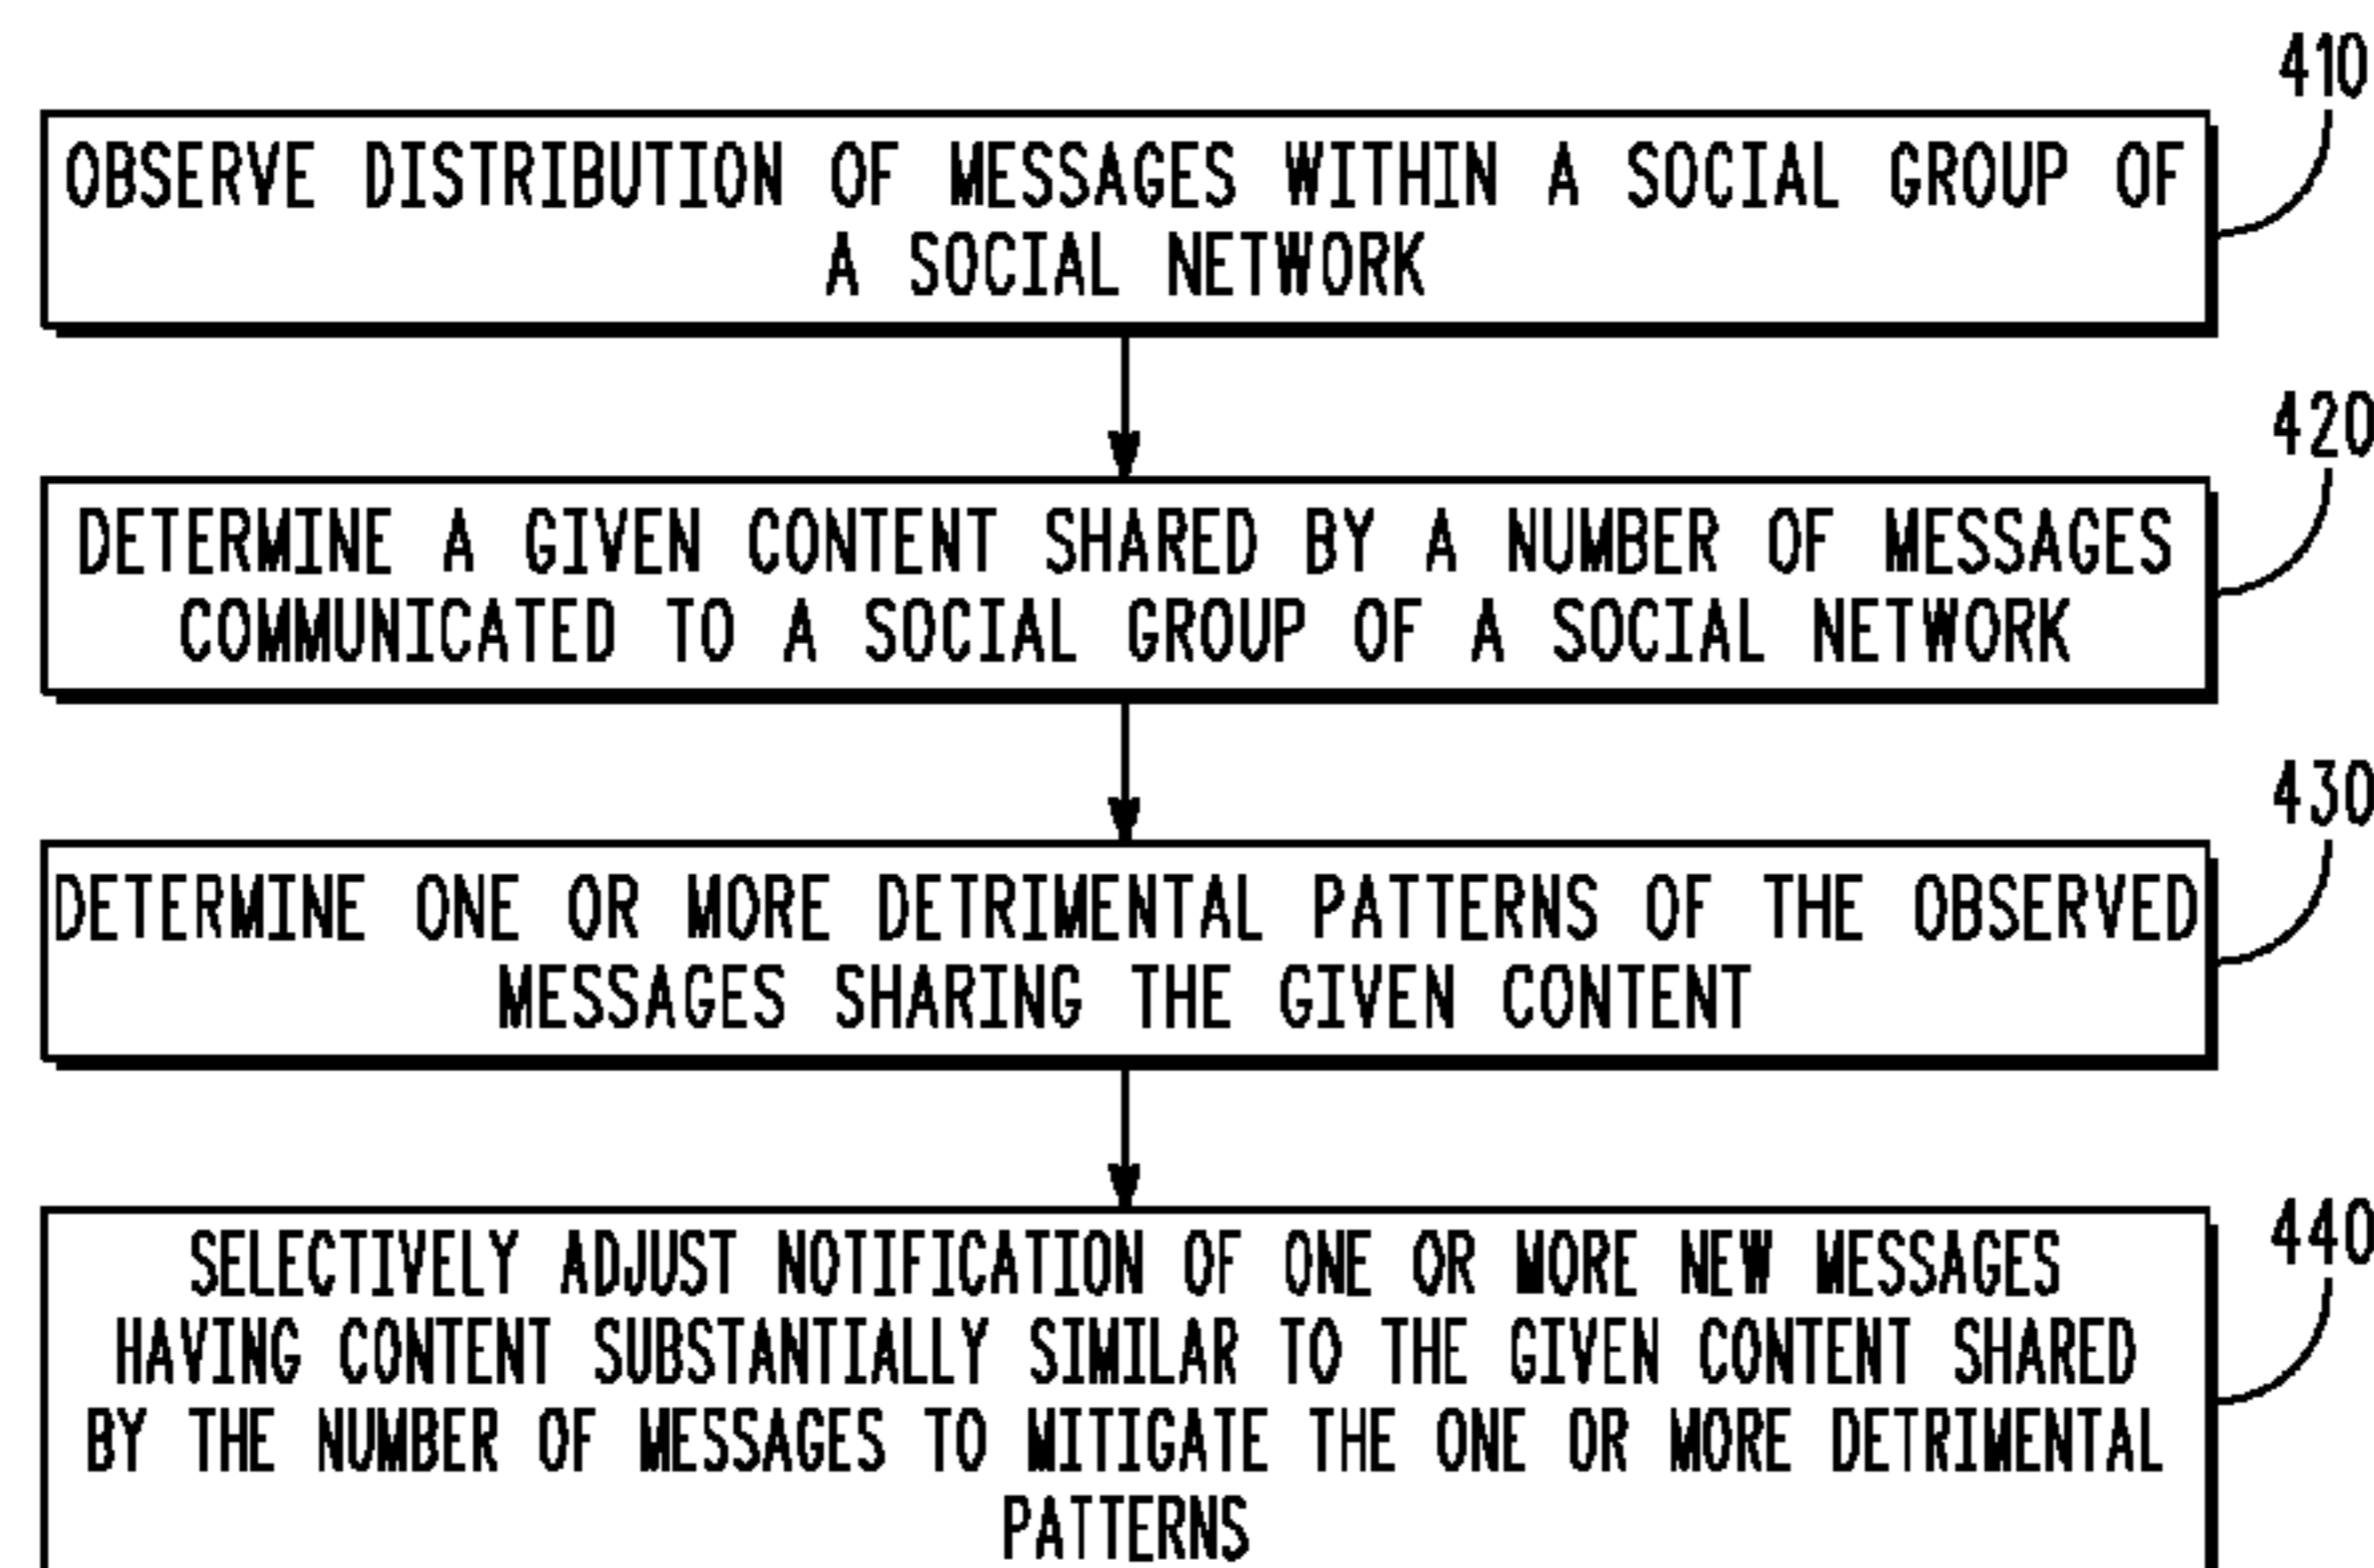 410
OBSERVE DISTRIBUTION OF MESSAGES WITHIN A SOCIAL GROUP OF
A SOCIAL NETWORK
420
DETERMINE A GIVEN CONTENT SHARED BY A NUMBER OF MESSAGES
COMMUNICATED TO A SOCIAL GROUP OF A SOCIAL NETWORK
430
DETERMINE ONE OR MORE DETRIMENTAL PATTERNS OF THE OBSERVED
MESSAGES SHARING THE GIVEN CONTENT
440
SELECTIVELY ADJUST NOTIFICATION OF ONE OR MORE NEW MESSAGES
HAVING CONTENT SUBSTANTIALLY SIMILAR TO THE GIVEN CONTENT SHARED
BY THE NUMBER OF MESSAGES TO MITIGATE THE ONE OR MORE DETRIMENTAL
PATTERNS